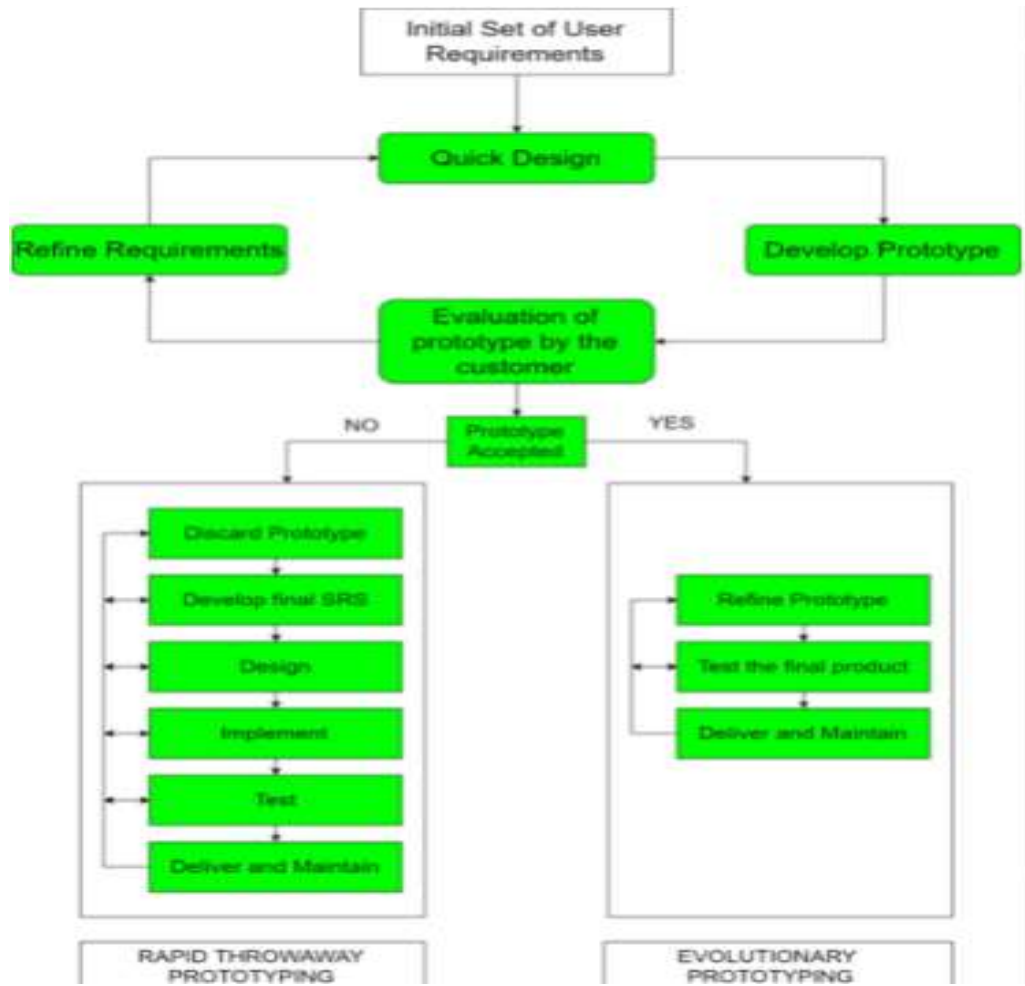 Initial Set of User
Requirements
Quick Design
Refine Requirements
Develop Prototype
Evaluation of
prototype by the
customer
NO
Prototype
Accepted
YES
Discard Prototype
Develop final SRS
Design
Implement
Test
Deliver and Maintain
Refine Prototype
Test the final product
Deliver and Maintain
RAPID THROWAWAY
PROTOTYPING
EVOLUTIONARY
PROTOTYPING